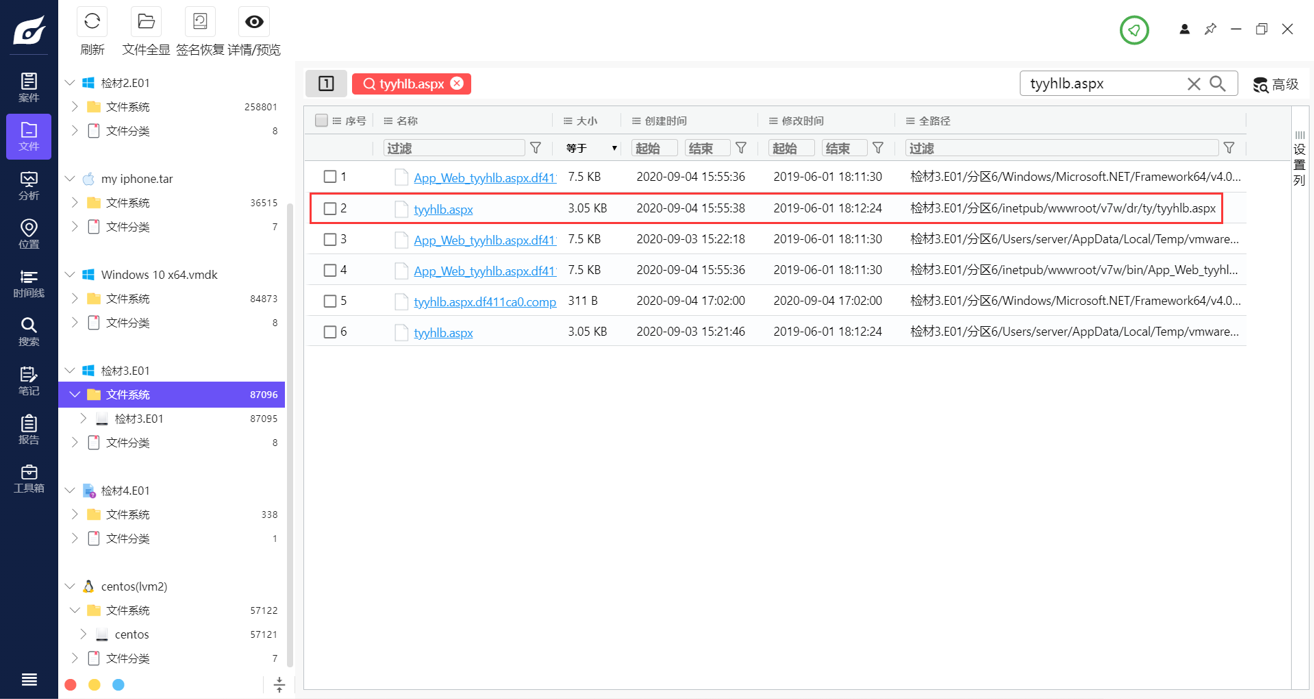 刷新 文件全显 签名恢复 详情/预览
案件
文件
分析
位置
时间线
搜索
笔记
报告
工具箱
检材2.E01
文件系统 258801
文件分类 8
my iphone.tar
文件系统 36515
文件分类 7
Windows 10 x64.vmdk
文件系统 84873
文件分类 8
检材3.E01
文件系统 87096
检材3.E01 87095
文件分类 8
检材4.E01
文件系统 338
文件分类 1
centos(lvm2)
文件系统 57122
centos 57121
文件分类 7
1 tyyhlb.aspx
tyyhlb.aspx 高级
序号 名称 大小 创建时间 修改时间 全路径
过滤 等于 起始 结束 起始 结束 过滤
1 App_Web_tyyhlb.aspx.df411 7.5 KB 2020-09-04 15:55:36 2019-06-01 18:11:30 检材3.E01/分区6/Windows/Microsoft.NET/Framework64/v4.0...
2 tyyhlb.aspx 3.05 KB 2020-09-04 15:55:38 2019-06-01 18:12:24 检材3.E01/分区6/inetpub/wwwroot/v7w/dr/ty/tyyhlb.aspx
3 App_Web_tyyhlb.aspx.df411 7.5 KB 2020-09-03 15:22:18 2019-06-01 18:11:30 检材3.E01/分区6/Users/server/AppData/Local/Temp/vmware...
4 App_Web_tyyhlb.aspx.df411 7.5 KB 2020-09-04 15:55:36 2019-06-01 18:11:30 检材3.E01/分区6/inetpub/wwwroot/v7w/bin/App_Web_tyyhl...
5 tyyhlb.aspx.df411ca0.comp 311 B 2020-09-04 17:02:00 2020-09-04 17:02:00 检材3.E01/分区6/Windows/Microsoft.NET/Framework64/v4.0...
6 tyyhlb.aspx 3.05 KB 2020-09-03 15:21:46 2019-06-01 18:12:24 检材3.E01/分区6/Users/server/AppData/Local/Temp/vmware...
设置列